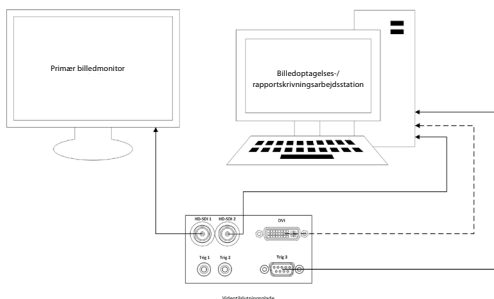 Primær billedmonitor
Billedoptagelses-/
rapportskrivningsarbejdsstation
HD-SDI 1 HD-SDI 2 DVI
Trig 1 Trig 2 Trig 3